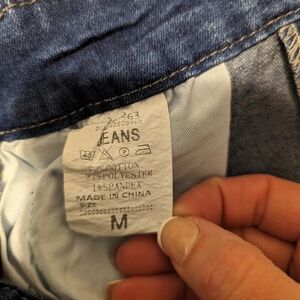 JEANS
40 P
% COTTON
% POLYESTER
1% SPANDEX
MADE IN CHINA
SIZE
M